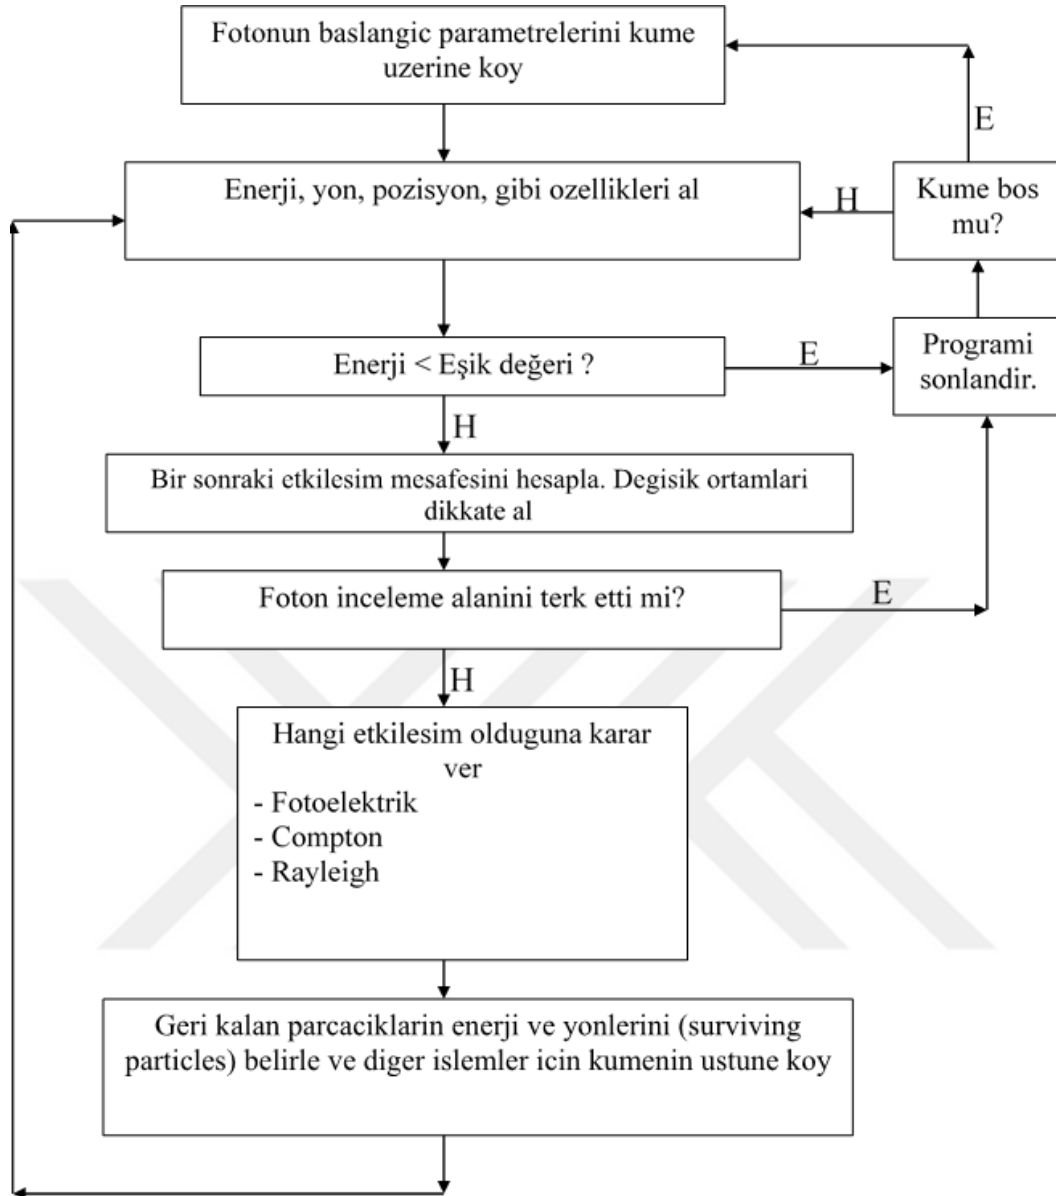 Fotonun baslangic parametrelerini kume
uzerine koy
E
Enerji, yon, pozisyon, gibi ozellikleri al
H
Kume bos
mu?
Enerji < Eşik değeri ?
E
Programi
sonlandir.
H
Bir sonraki etkilesim mesafesini hesapla. Degisik ortamlari
dikkate al
Foton inceleme alanini terk etti mi?
E
H
Hangi etkilesim olduguna karar
ver
- Fotoelektrik
- Compton
- Rayleigh
Geri kalan parcaciklarin enerji ve yonlerini (surviving
particles) belirle ve diger islemler icin kumenin ustune koy